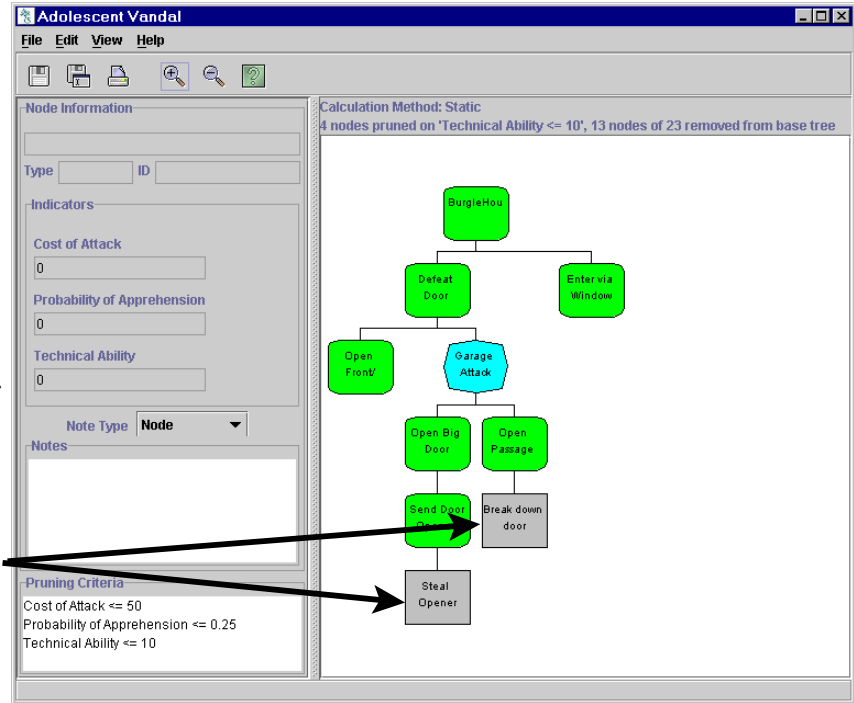 Adolescent Vandal
File Edit View Help
Node Information
Type ID
Indicators
Cost of Attack
0
Probability of Apprehension
0
Technical Ability
0
Note Type Node
Notes
Pruning Criteria
Cost of Attack <= 50
Probability of Apprehension <= 0.25
Technical Ability <= 10
Calculation Method: Static
4 nodes pruned on 'Technical Ability <= 10', 13 nodes of 23 removed from base tree
BurgleHou
Defeat
Door
Enter via
Window
Open
Front/
Garage
Attack
Open Big
Door
Open
Passage
Send Door
Break down
door
Steal
Opener